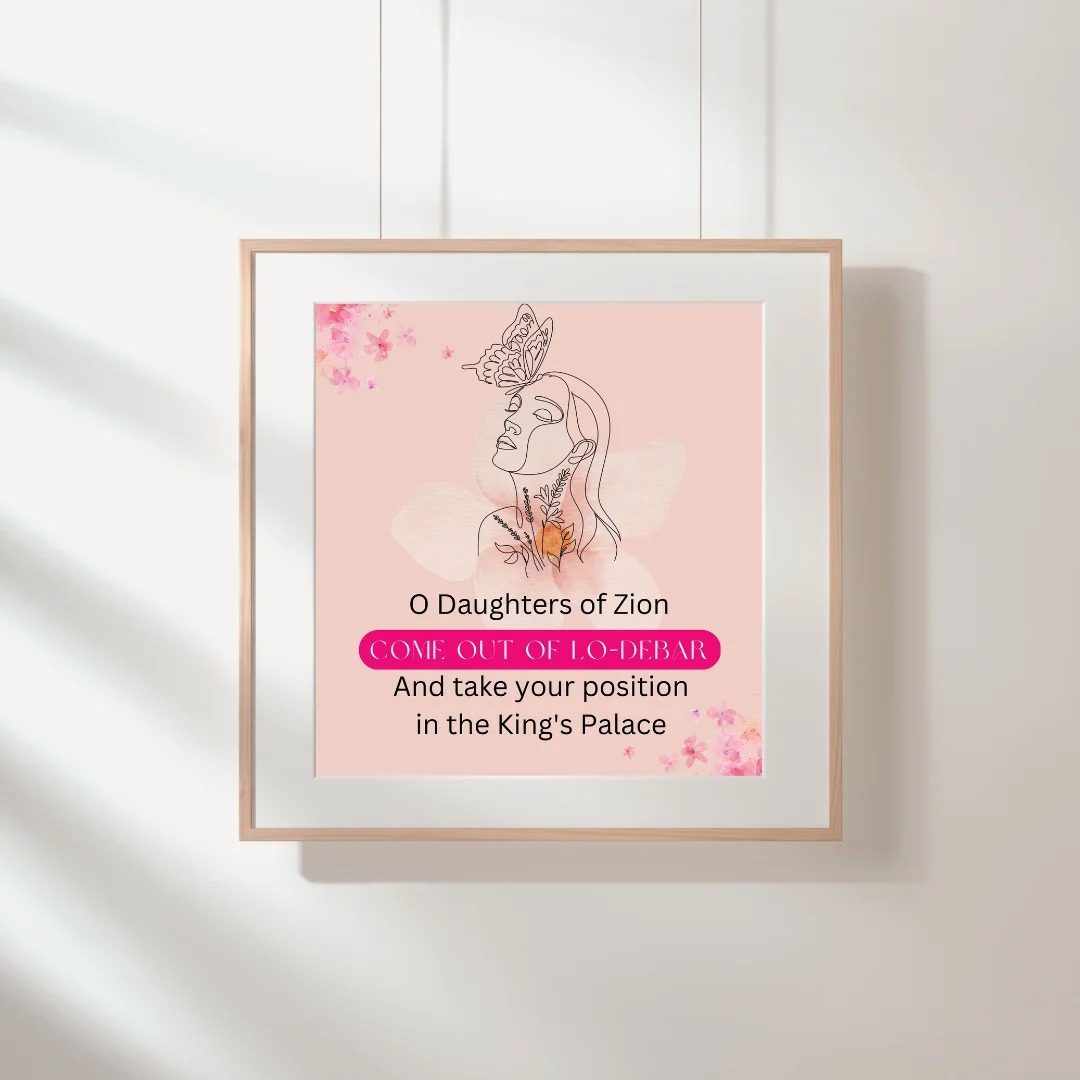 O Daughters of Zion
COME OUT OF LO-DEBAR
And take your position
in the King's Palace